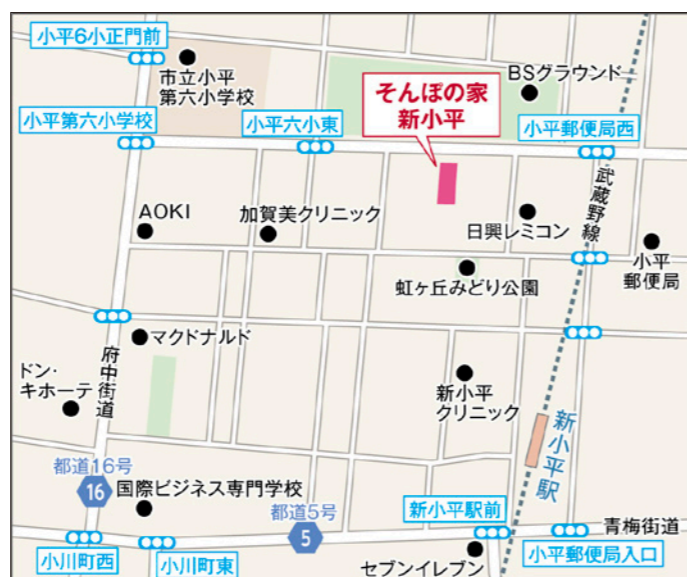 小平6小正門前
市立小平
第六小学校
BSグラウンド
そんぽの家
新小平
小平第六小学校
小平六小東
小平郵便局西
武蔵野線
AOKI
加賀美クリニック
日興レミコン
小平
郵便局
虹ヶ丘みどり公園
マクドナルド
府中街道
ドン・
キホーテ
新小平
クリニック
新小平駅
都道16号
16
国際ビジネス専門学校
都道5号
5
新小平駅前
青梅街道
小川町西
小川町東
セブンイレブン
小平郵便局入口